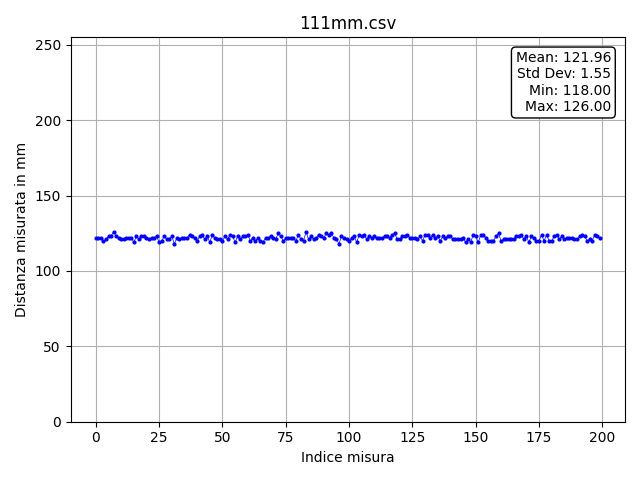 111mm.csv
Mean: 121.96
Std Dev: 1.55
Min: 118.00
Max: 126.00
Distanza misurata in mm
250
200
150
100
50
0
0 25 50 75 100 125 150 175 200
Indice misura